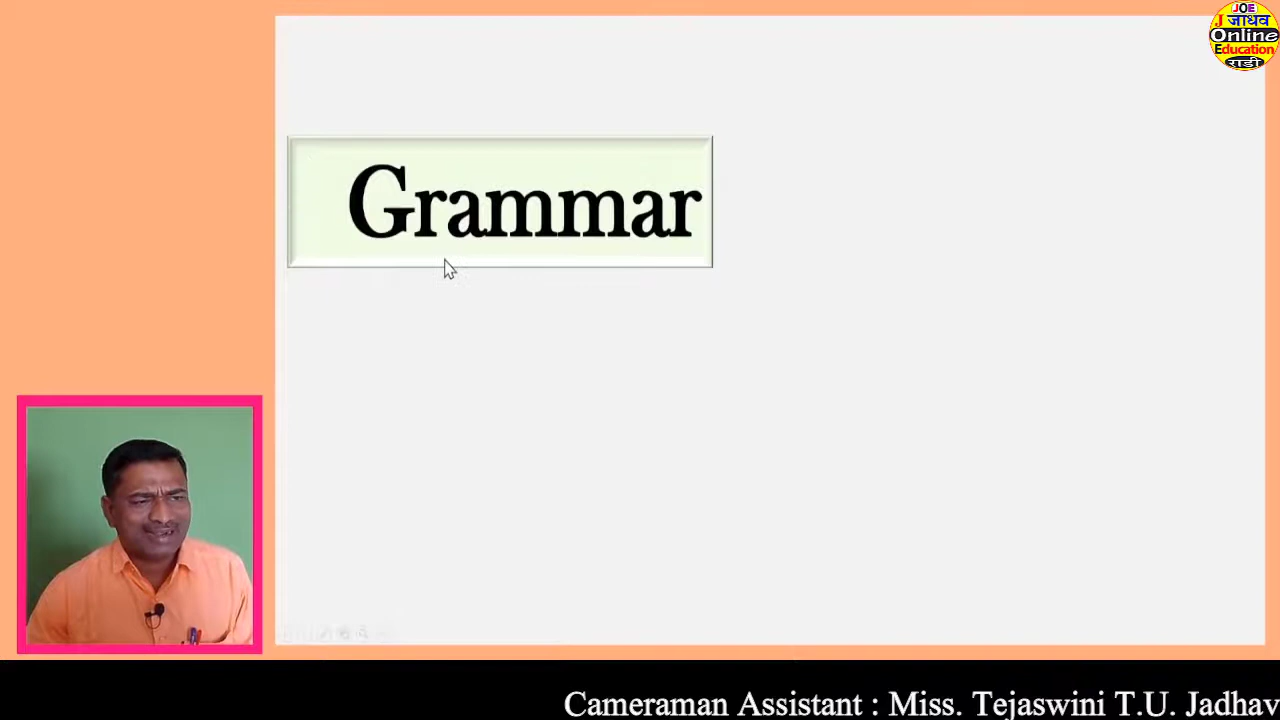 JOE
J जाधव
Online
Education
राडी
Grammar
Cameraman Assistant : Miss. Tejaswini T.U. Jadhav